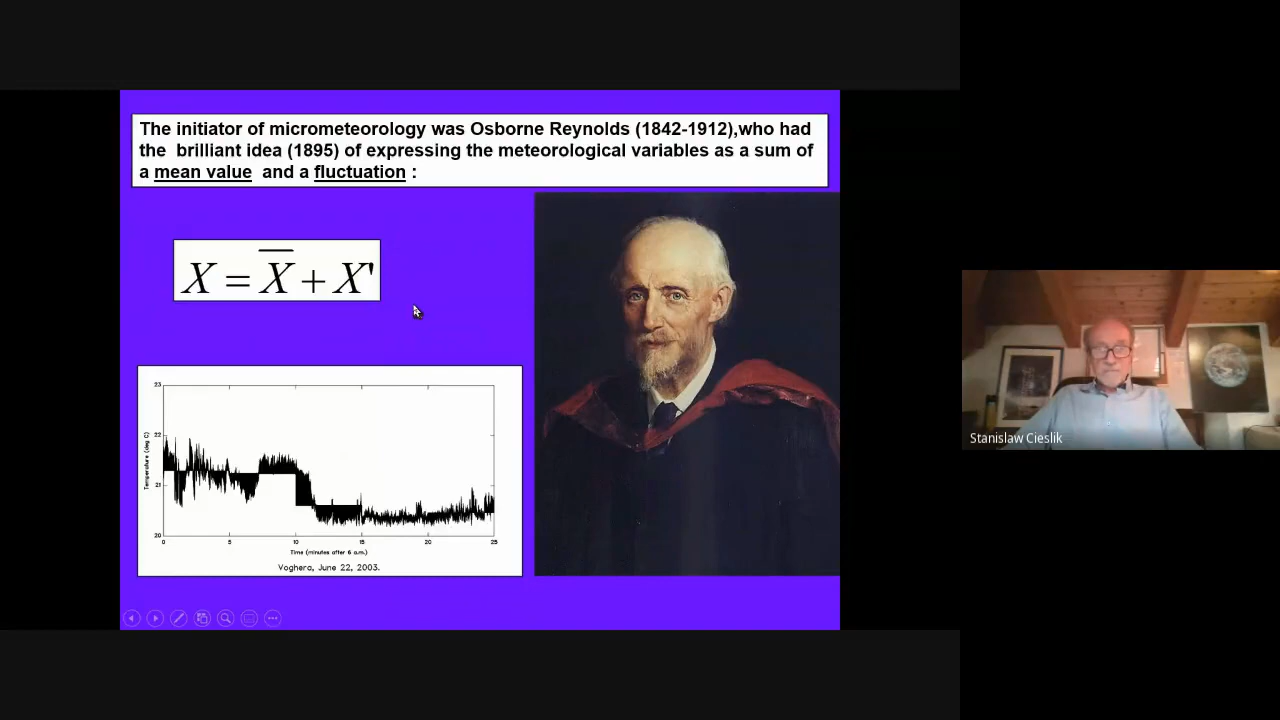 The initiator of micrometeorology was Osborne Reynolds (1842-1912),who had
the brilliant idea (1895) of expressing the meteorological variables as a sum of
a mean value and a fluctuation :
X = X̅ + X'
23
22
21
20
Temperature (deg C)
0 5 10 15 20 25
Time (minutes after 6 a.m.)
Voghera, June 22, 2003.
Stanislaw Cieslik